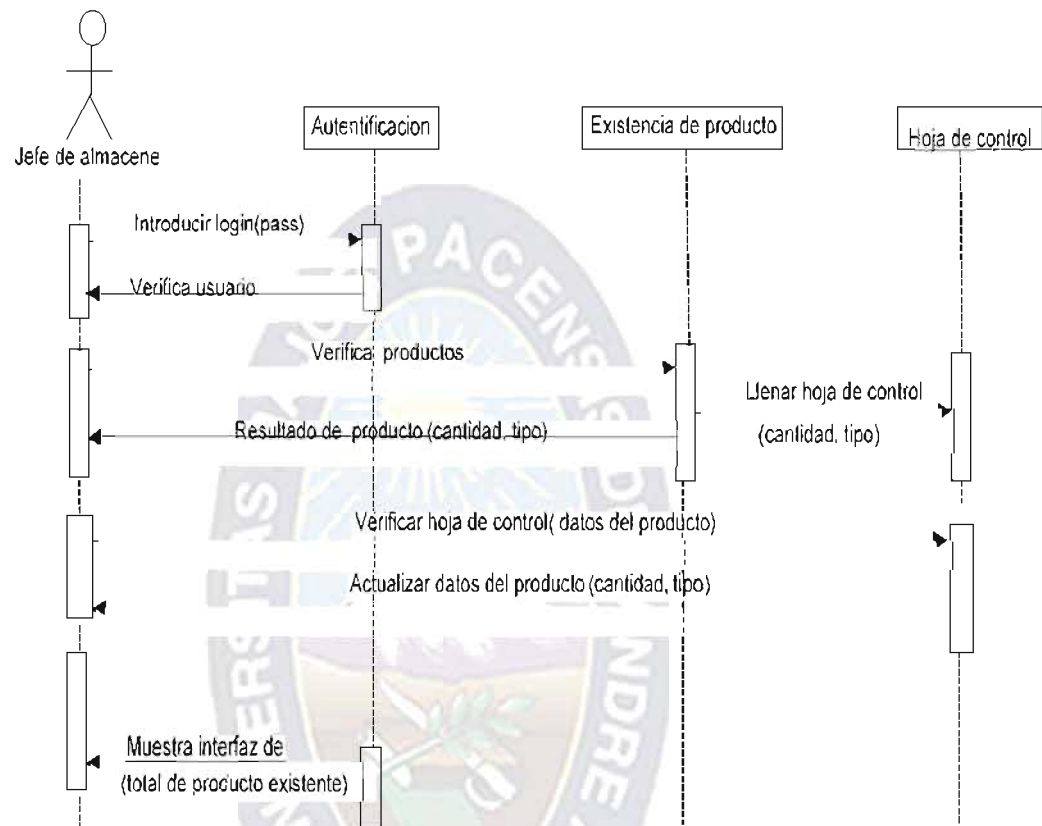 Autentificacion
Existencia de producto
Hoja de control
Jefe de almacene
Introducir login(pass)
Verifica usuario
Verifica productos
Llenar hoja de control
(cantidad, tipo)
Resultado de producto (cantidad, tipo)
Verificar hoja de control( datos del producto)
Actualizar datos del producto (cantidad, tipo)
Muestra interfaz de
(total de producto existente)
PACENS